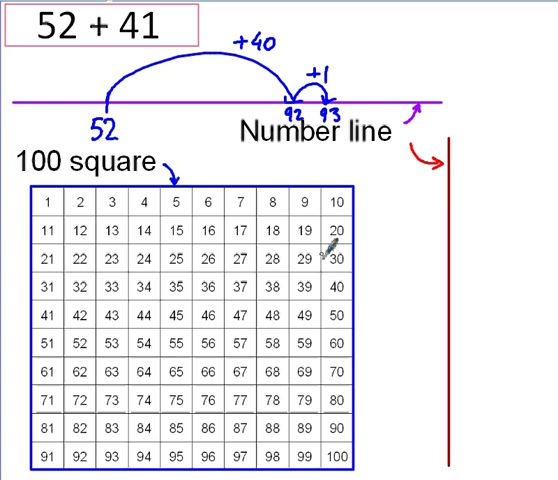 52 + 41
+40
+1
52 92 93
Number line
100 square
1 2 3 4 5 6 7 8 9 10
11 12 13 14 15 16 17 18 19 20
21 22 23 24 25 26 27 28 29 30
31 32 33 34 35 36 37 38 39 40
41 42 43 44 45 46 47 48 49 50
51 52 53 54 55 56 57 58 59 60
61 62 63 64 65 66 67 68 69 70
71 72 73 74 75 76 77 78 79 80
81 82 83 84 85 86 87 88 89 90
91 92 93 94 95 96 97 98 99 100